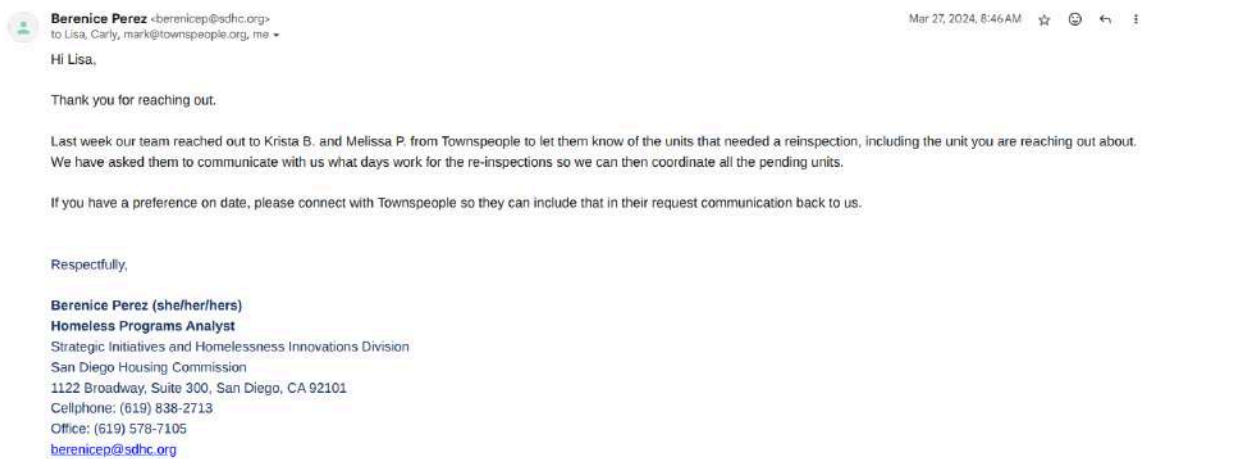 Berenice Perez <berenicep@sdhc.org>
Mar 27, 2024, 8:46 AM
to Lisa, Carly, mark@townspeople.org, me
Hi Lisa,
Thank you for reaching out.
Last week our team reached out to Krista B. and Melissa P. from Townspeople to let them know of the units that needed a reinspection, including the unit you are reaching out about.
We have asked them to communicate with us what days work for the re-inspections so we can then coordinate all the pending units.
If you have a preference on date, please connect with Townspeople so they can include that in their request communication back to us.
Respectfully,
Berenice Perez (she/her/hers)
Homeless Programs Analyst
Strategic Initiatives and Homelessness Innovations Division
San Diego Housing Commission
1122 Broadway, Suite 300, San Diego, CA 92101
Cellphone: (619) 838-2713
Office: (619) 578-7105
berenicep@sdhc.org